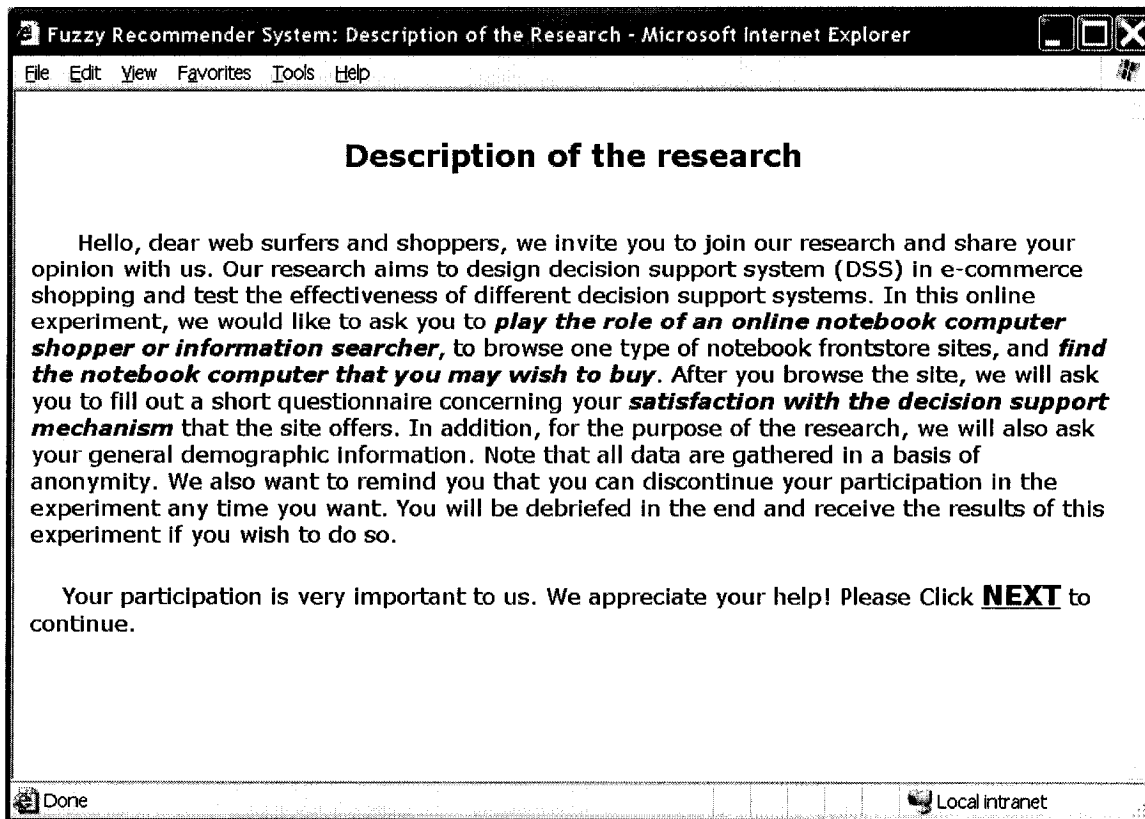 Fuzzy Recommender System: Description of the Research - Microsoft Internet Explorer
File Edit View Favorites Tools Help
Description of the research
Hello, dear web surfers and shoppers, we invite you to join our research and share your
opinion with us. Our research aims to design decision support system (DSS) in e-commerce
shopping and test the effectiveness of different decision support systems. In this online
experiment, we would like to ask you to play the role of an online notebook computer
shopper or information searcher, to browse one type of notebook frontstore sites, and find
the notebook computer that you may wish to buy. After you browse the site, we will ask
you to fill out a short questionnaire concerning your satisfaction with the decision support
mechanism that the site offers. In addition, for the purpose of the research, we will also ask
your general demographic information. Note that all data are gathered in a basis of
anonymity. We also want to remind you that you can discontinue your participation in the
experiment any time you want. You will be debriefed in the end and receive the results of this
experiment if you wish to do so.
Your participation is very important to us. We appreciate your help! Please Click NEXT to
continue.
Done Local intranet